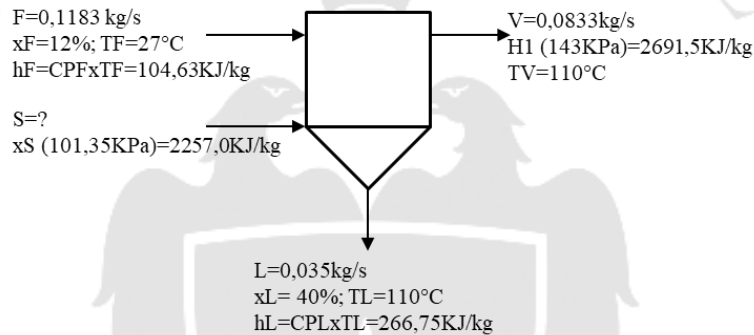 F=0,1183 kg/s
xF=12%; TF=27°C
hF=CPFxTF=104,63KJ/kg
S=?
xS (101,35KPa)=2257,0KJ/kg
V=0,0833kg/s
H1 (143KPa)=2691,5KJ/kg
TV=110°C
L=0,035kg/s
xL= 40%; TL=110°C
hL=CPLxTL=266,75KJ/kg